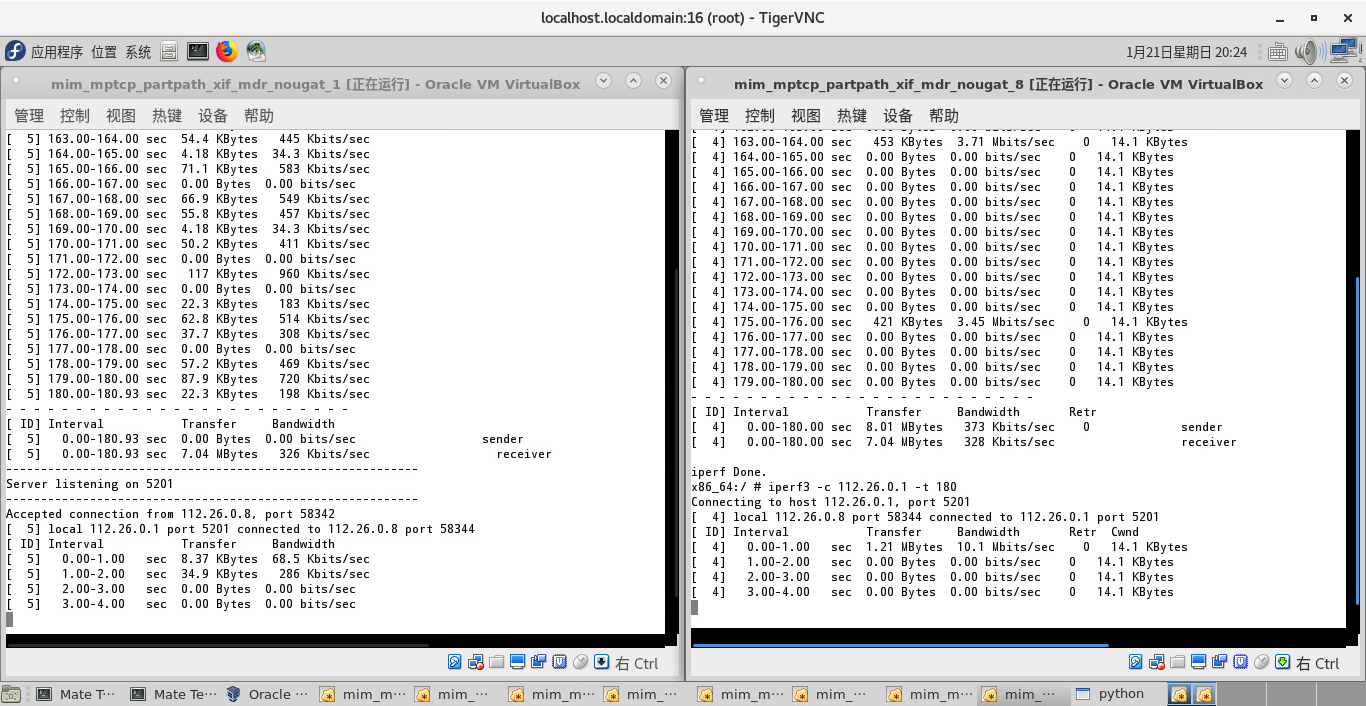 localhost.localdomain:16 (root) - TigerVNC
应用程序 位置 系统
1月21日星期日 20:24
mim_mptcp_partpath_xif_mdr_nougat_1 [正在运行] - Oracle VM VirtualBox
管理 控制 视图 热键 设备 帮助
[  5] 163.00-164.00 sec  54.4 KBytes   445 Kbits/sec
[  5] 164.00-165.00 sec  4.18 KBytes  34.3 Kbits/sec
[  5] 165.00-166.00 sec  71.1 KBytes   583 Kbits/sec
[  5] 166.00-167.00 sec  0.00 Bytes  0.00 bits/sec
[  5] 167.00-168.00 sec  66.9 KBytes   549 Kbits/sec
[  5] 168.00-169.00 sec  55.8 KBytes   457 Kbits/sec
[  5] 169.00-170.00 sec  4.18 KBytes  34.3 Kbits/sec
[  5] 170.00-171.00 sec  50.2 KBytes   411 Kbits/sec
[  5] 171.00-172.00 sec  0.00 Bytes  0.00 bits/sec
[  5] 172.00-173.00 sec   117 KBytes   960 Kbits/sec
[  5] 173.00-174.00 sec  0.00 Bytes  0.00 bits/sec
[  5] 174.00-175.00 sec  22.3 KBytes   183 Kbits/sec
[  5] 175.00-176.00 sec  62.8 KBytes   514 Kbits/sec
[  5] 176.00-177.00 sec  37.7 KBytes   308 Kbits/sec
[  5] 177.00-178.00 sec  0.00 Bytes  0.00 bits/sec
[  5] 178.00-179.00 sec  57.2 KBytes   469 Kbits/sec
[  5] 179.00-180.00 sec  87.9 KBytes   720 Kbits/sec
[  5] 180.00-180.93 sec  22.3 KBytes   198 Kbits/sec
- - - - - - - - - - - - - - - - - - - - - - - - -
[ ID] Interval           Transfer     Bandwidth
[  5]   0.00-180.93 sec  0.00 Bytes  0.00 bits/sec                  sender
[  5]   0.00-180.93 sec  7.04 MBytes   326 Kbits/sec                  receiver
-----------------------------------------------------------
Server listening on 5201
-----------------------------------------------------------
Accepted connection from 112.26.0.8, port 58342
[  5] local 112.26.0.1 port 5201 connected to 112.26.0.8 port 58344
[ ID] Interval           Transfer     Bandwidth
[  5]   0.00-1.00   sec  8.37 KBytes  68.5 Kbits/sec
[  5]   1.00-2.00   sec  34.9 KBytes   286 Kbits/sec
[  5]   2.00-3.00   sec  0.00 Bytes  0.00 bits/sec
[  5]   3.00-4.00   sec  0.00 Bytes  0.00 bits/sec
右 Ctrl
mim_mptcp_partpath_xif_mdr_nougat_8 [正在运行] - Oracle VM VirtualBox
管理 控制 视图 热键 设备 帮助
[  4] 163.00-164.00 sec   453 KBytes  3.71 Mbits/sec    0   14.1 KBytes
[  4] 164.00-165.00 sec  0.00 Bytes  0.00 bits/sec    0   14.1 KBytes
[  4] 165.00-166.00 sec  0.00 Bytes  0.00 bits/sec    0   14.1 KBytes
[  4] 166.00-167.00 sec  0.00 Bytes  0.00 bits/sec    0   14.1 KBytes
[  4] 167.00-168.00 sec  0.00 Bytes  0.00 bits/sec    0   14.1 KBytes
[  4] 168.00-169.00 sec  0.00 Bytes  0.00 bits/sec    0   14.1 KBytes
[  4] 169.00-170.00 sec  0.00 Bytes  0.00 bits/sec    0   14.1 KBytes
[  4] 170.00-171.00 sec  0.00 Bytes  0.00 bits/sec    0   14.1 KBytes
[  4] 171.00-172.00 sec  0.00 Bytes  0.00 bits/sec    0   14.1 KBytes
[  4] 172.00-173.00 sec  0.00 Bytes  0.00 bits/sec    0   14.1 KBytes
[  4] 173.00-174.00 sec  0.00 Bytes  0.00 bits/sec    0   14.1 KBytes
[  4] 174.00-175.00 sec  0.00 Bytes  0.00 bits/sec    0   14.1 KBytes
[  4] 175.00-176.00 sec   421 KBytes  3.45 Mbits/sec    0   14.1 KBytes
[  4] 176.00-177.00 sec  0.00 Bytes  0.00 bits/sec    0   14.1 KBytes
[  4] 177.00-178.00 sec  0.00 Bytes  0.00 bits/sec    0   14.1 KBytes
[  4] 178.00-179.00 sec  0.00 Bytes  0.00 bits/sec    0   14.1 KBytes
[  4] 179.00-180.00 sec  0.00 Bytes  0.00 bits/sec    0   14.1 KBytes
- - - - - - - - - - - - - - - - - - - - - - - - -
[ ID] Interval           Transfer     Bandwidth       Retr
[  4]   0.00-180.00 sec  8.01 MBytes   373 Kbits/sec    0             sender
[  4]   0.00-180.00 sec  7.04 MBytes   328 Kbits/sec                  receiver
iperf Done.
x86_64:/ # iperf3 -c 112.26.0.1 -t 180
Connecting to host 112.26.0.1, port 5201
[  4] local 112.26.0.8 port 58344 connected to 112.26.0.1 port 5201
[ ID] Interval           Transfer     Bandwidth       Retr  Cwnd
[  4]   0.00-1.00   sec  1.21 MBytes  10.1 Mbits/sec    0   14.1 KBytes
[  4]   1.00-2.00   sec  0.00 Bytes  0.00 bits/sec    0   14.1 KBytes
[  4]   2.00-3.00   sec  0.00 Bytes  0.00 bits/sec    0   14.1 KBytes
[  4]   3.00-4.00   sec  0.00 Bytes  0.00 bits/sec    0   14.1 KBytes
右 Ctrl
Mate T··· Mate Te··· Oracle ··· mim_m··· mim_··· mim_m··· mim_··· mim_m··· mim_··· mim_m··· mim_··· python